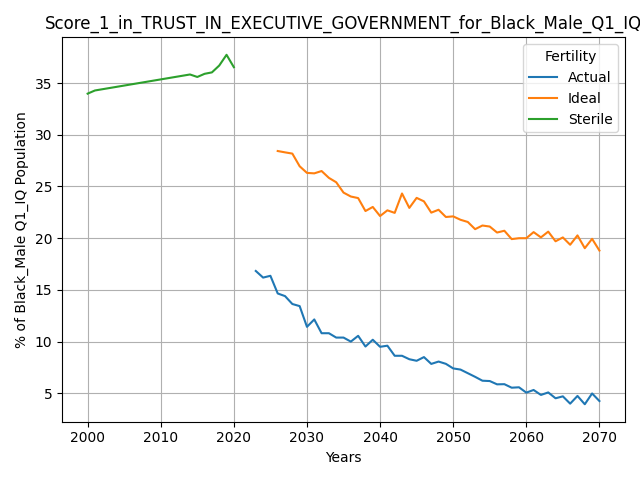 Score_1_in_TRUST_IN_EXECUTIVE_GOVERNMENT_for_Black_Male_Q1_IQ
Fertility
Actual
Ideal
Sterile
% of Black_Male Q1_IQ Population
35
30
25
20
15
10
5
2000 2010 2020 2030 2040 2050 2060 2070
Years